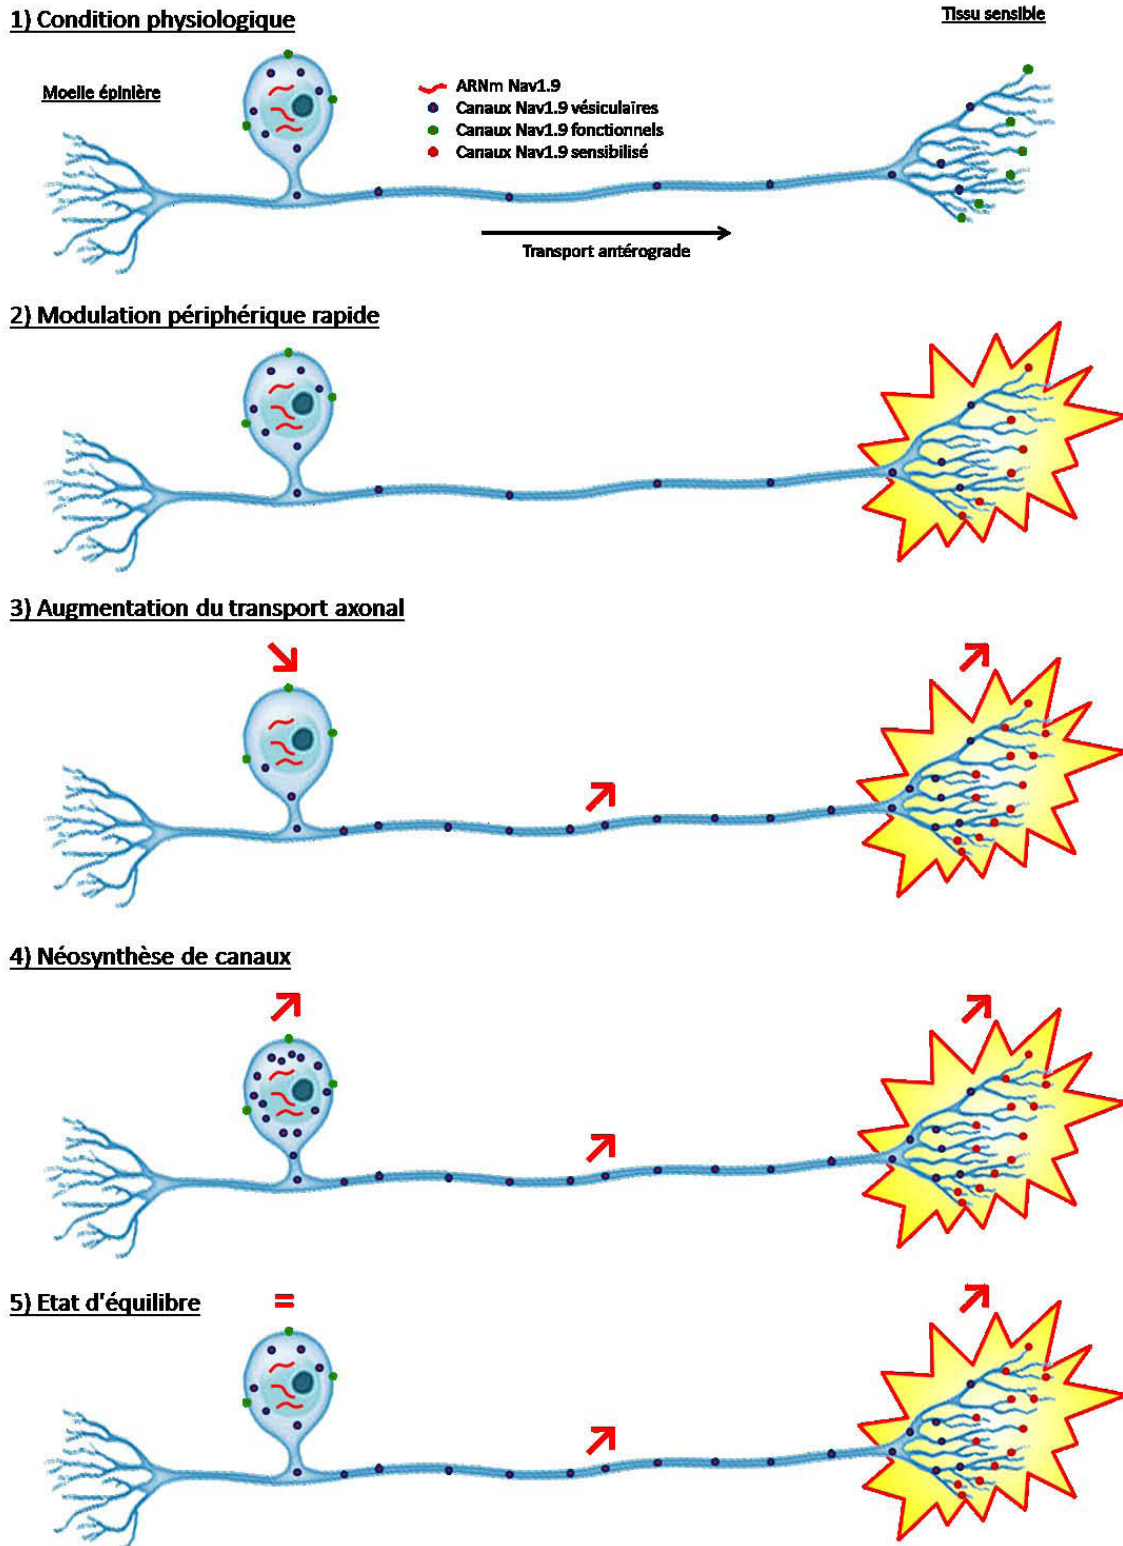 1) Condition physiologique
Tissu sensible
Moelle épinière
ARNm Nav1.9
Canaux Nav1.9 vésiculaires
Canaux Nav1.9 fonctionnels
Canaux Nav1.9 sensibilisé
Transport antérograde
2) Modulation périphérique rapide
3) Augmentation du transport axonal
4) Néosynthèse de canaux
5) Etat d'équilibre
=